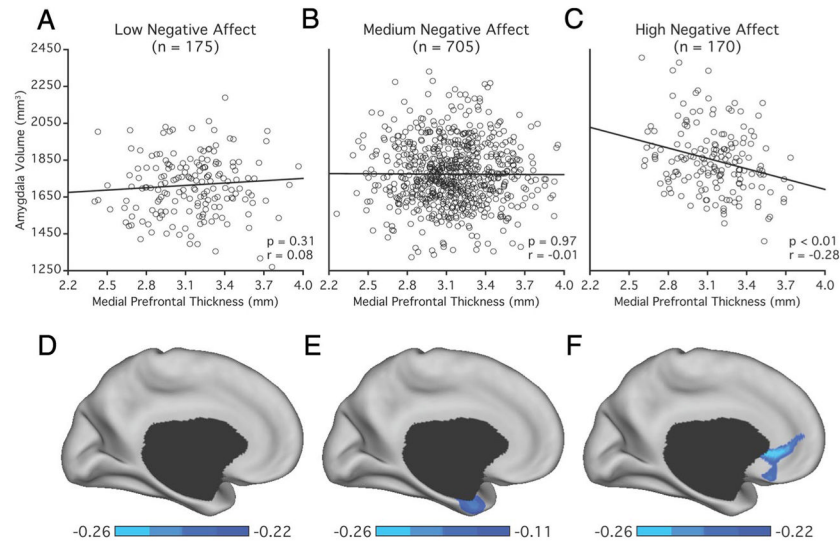 A
Low Negative Affect
(n = 175)
B
Medium Negative Affect
(n = 705)
C
High Negative Affect
(n = 170)
Amygdala Volume (mm³)
2450
2250
2050
1850
1650
1450
1250
p = 0.31
r = 0.08
p = 0.97
r = -0.01
p < 0.01
r = -0.28
2.2 2.5 2.8 3.1 3.4 3.7 4.0
2.2 2.5 2.8 3.1 3.4 3.7 4.0
2.2 2.5 2.8 3.1 3.4 3.7 4.0
Medial Prefrontal Thickness (mm)
Medial Prefrontal Thickness (mm)
Medial Prefrontal Thickness (mm)
D
E
F
-0.26 -0.22
-0.26 -0.11
-0.26 -0.22